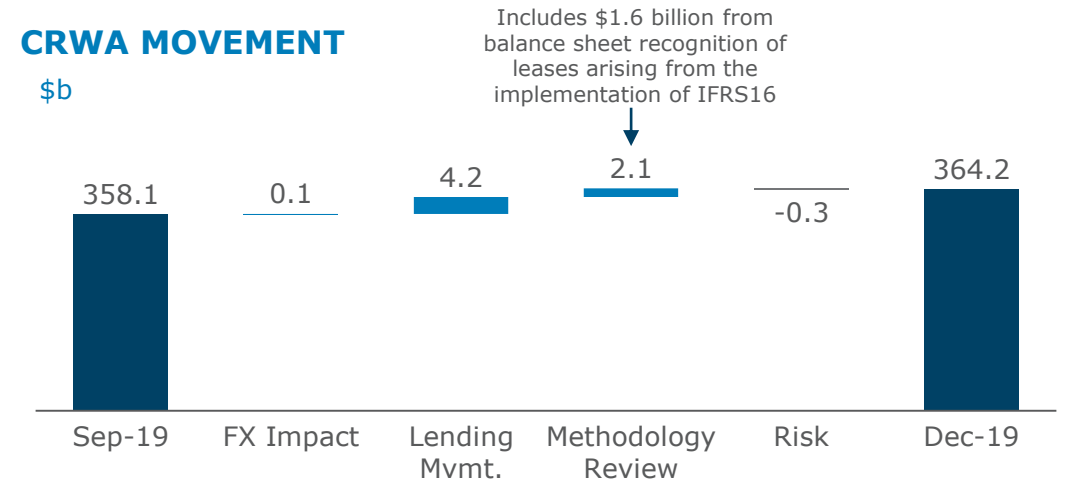 CRWA MOVEMENT
$b
Includes $1.6 billion from
balance sheet recognition of
leases arising from the
implementation of IFRS16
358.1
0.1
4.2
2.1
-0.3
364.2
Sep-19
FX Impact
Lending
Mvmt.
Methodology
Review
Risk
Dec-19